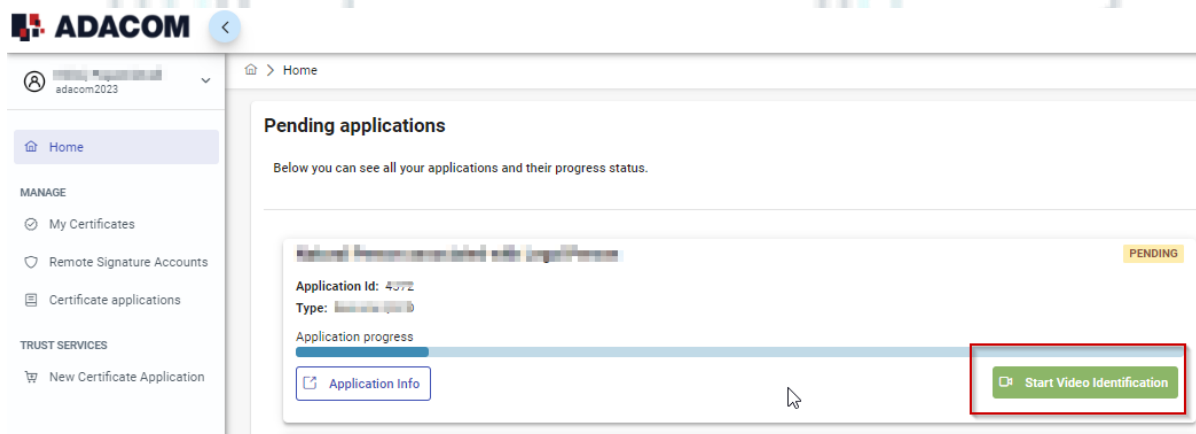 ADACOM
adacom2023
Home
Home
MANAGE
My Certificates
Remote Signature Accounts
Certificate applications
TRUST SERVICES
New Certificate Application
Pending applications
Below you can see all your applications and their progress status.
PENDING
Application Id:
Type:
Application progress
Application Info
Start Video Identification